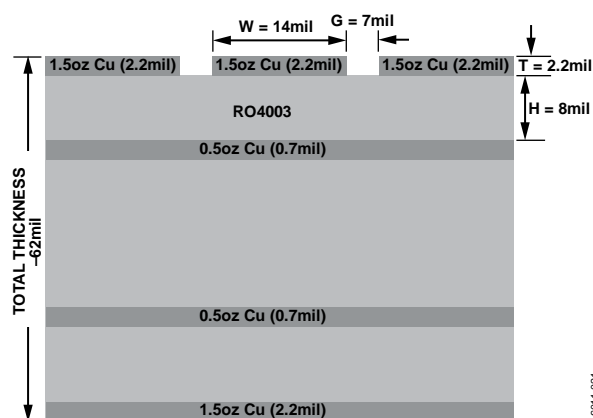 W = 14mil
G = 7mil
1.5oz Cu (2.2mil)
1.5oz Cu (2.2mil)
1.5oz Cu (2.2mil)
T = 2.2mil
RO4003
H = 8mil
0.5oz Cu (0.7mil)
TOTAL THICKNESS
–62mil
0.5oz Cu (0.7mil)
1.5oz Cu (2.2mil)